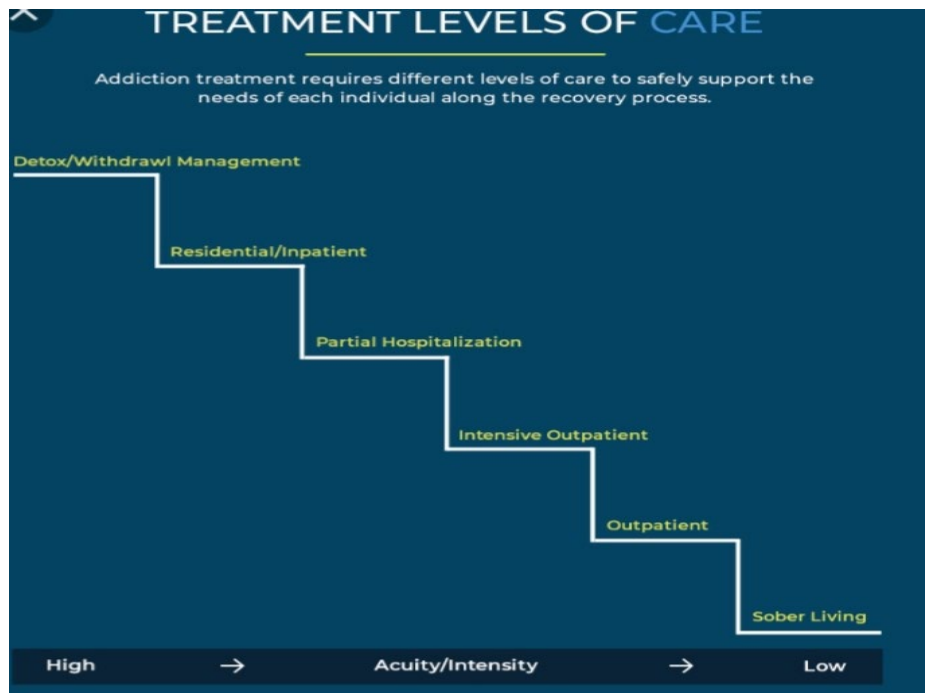 TREATMENT LEVELS OF CARE
Addiction treatment requires different levels of care to safely support the
needs of each individual along the recovery process.
Detox/Withdrawl Management
Residential/Inpatient
Partial Hospitalization
Intensive Outpatient
Outpatient
Sober Living
High → Acuity/Intensity → Low